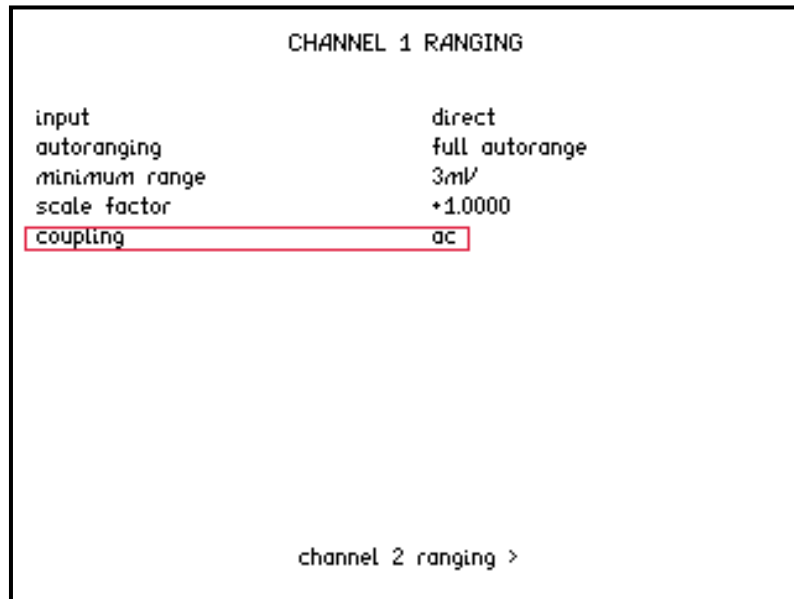 CHANNEL 1 RANGING
input direct
autoranging full autorange
minimum range 3mV
scale factor +1.0000
coupling ac
channel 2 ranging >